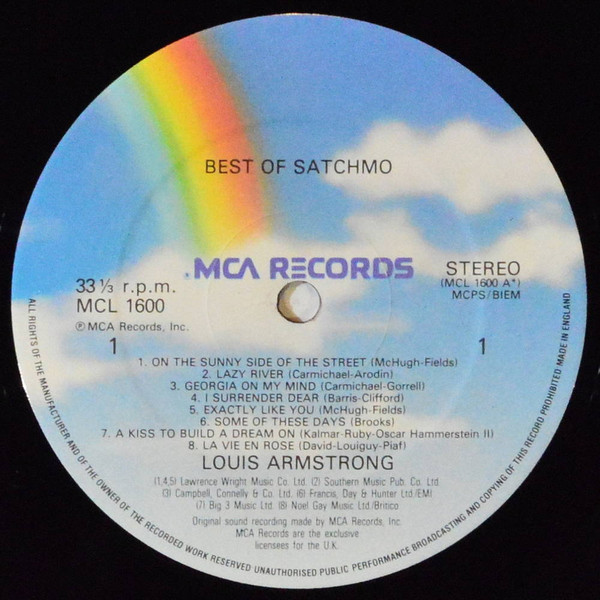 BEST OF SATCHMO
MCA RECORDS
33⅓ r.p.m.
MCL 1600
℗ MCA Records, Inc.
1
STEREO
(MCL 1600 A*)
MCPS/BIEM
1
1. ON THE SUNNY SIDE OF THE STREET (McHugh-Fields)
2. LAZY RIVER (Carmichael-Arodin)
3. GEORGIA ON MY MIND (Carmichael-Gorrell)
4. I SURRENDER DEAR (Barris-Clifford)
5. EXACTLY LIKE YOU (McHugh-Fields)
6. SOME OF THESE DAYS (Brooks)
7. A KISS TO BUILD A DREAM ON (Kalmar-Ruby-Oscar Hammerstein II)
8. LA VIE EN ROSE (David-Louiguy-Piaf)
LOUIS ARMSTRONG
(1,4,5) Lawrence Wright Music Co. Ltd. (2) Southern Music Pub. Co. Ltd.
(3) Campbell, Connelly & Co. Ltd. (6) Francis, Day & Hunter Ltd/EMI
(7) Big 3 Music Ltd. (8) Noel Gay Music Ltd/Britico
Original sound recording made by MCA Records, Inc.
MCA Records are the exclusive
licensees for the U.K.
ALL RIGHTS OF THE MANUFACTURER AND OF THE OWNER OF THE RECORDED WORK RESERVED UNAUTHORISED PUBLIC PERFORMANCE BROADCASTING AND COPYING OF THIS RECORD PROHIBITED MADE IN ENGLAND